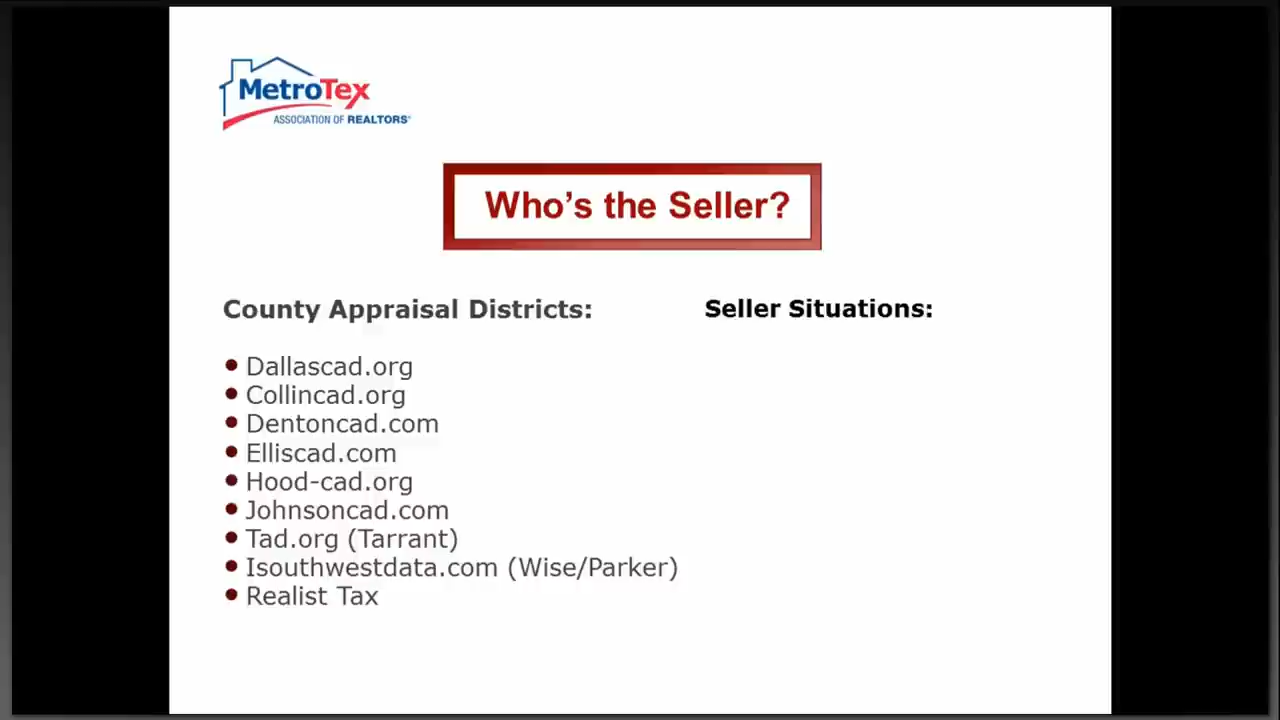 MetroTex
ASSOCIATION OF REALTORS®
Who's the Seller?
County Appraisal Districts:
Dallascad.org
Collincad.org
Dentoncad.com
Elliscad.com
Hood-cad.org
Johnsoncad.com
Tad.org (Tarrant)
Isouthwestdata.com (Wise/Parker)
Realist Tax
Seller Situations: